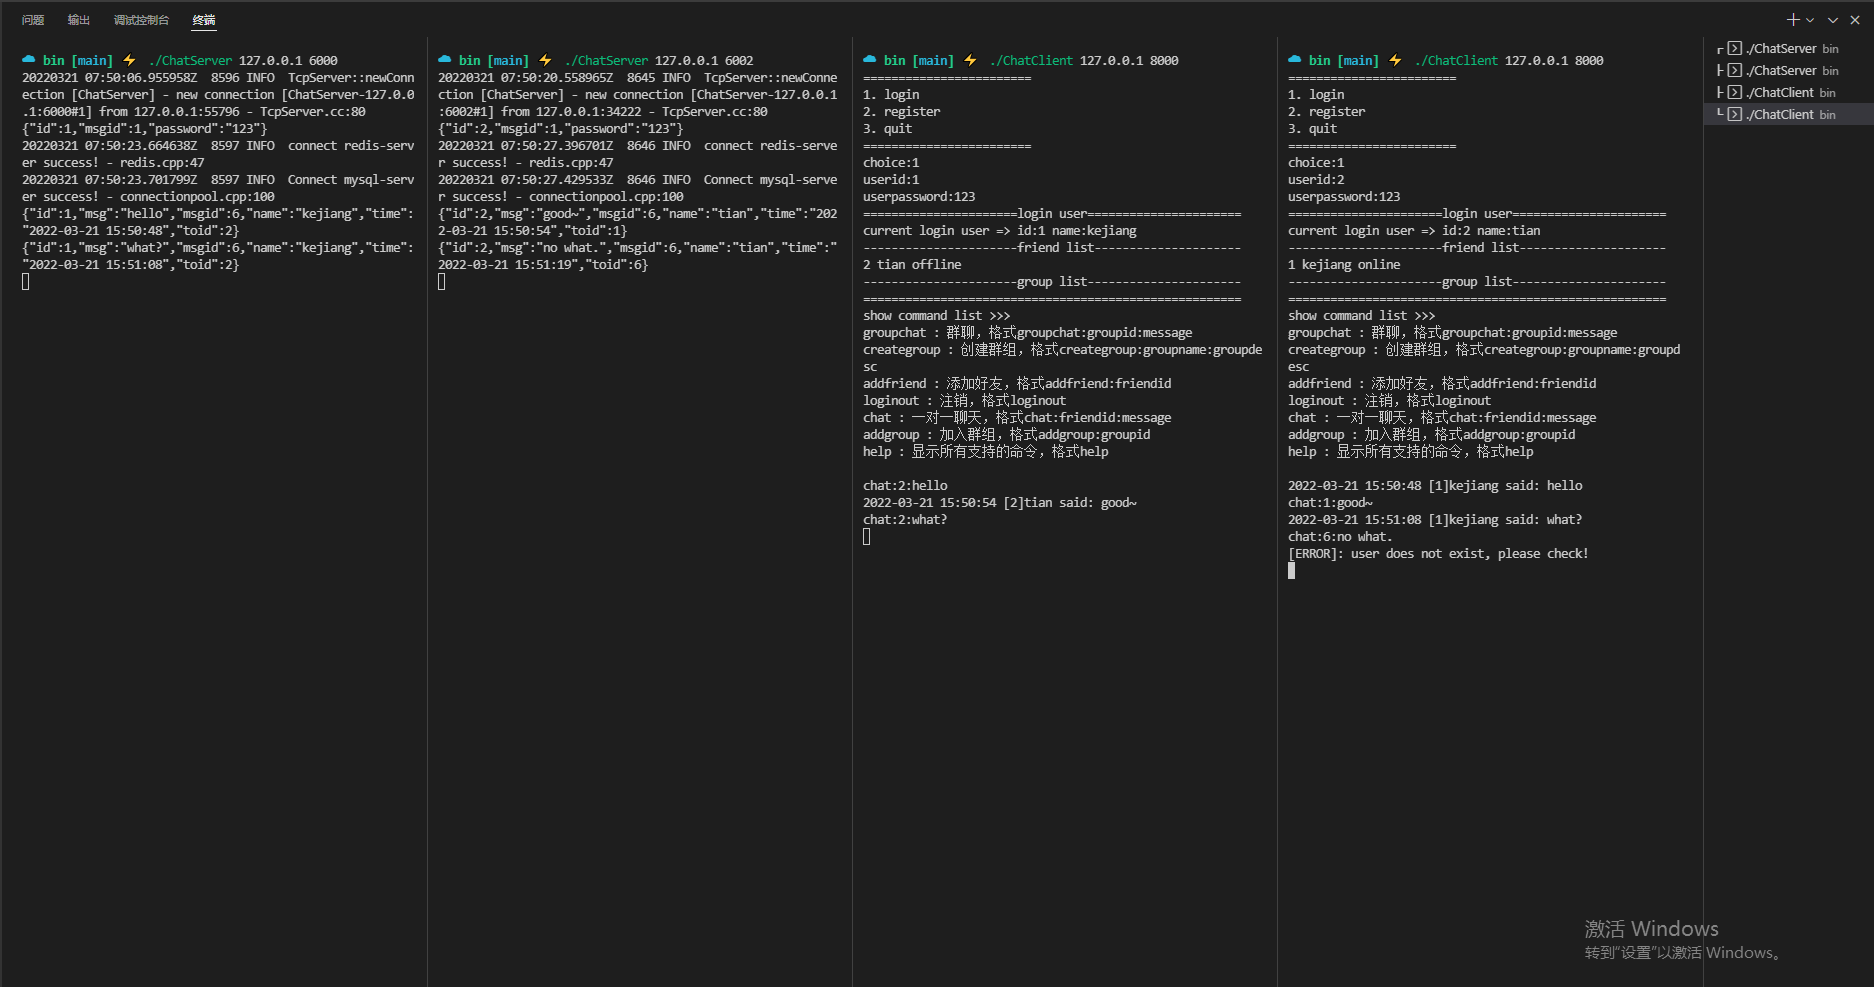 问题 输出 调试控制台 终端
bin [main] ⚡ ./ChatServer 127.0.0.1 6000
20220321 07:50:06.955958Z  8596 INFO  TcpServer::newConn
ection [ChatServer] - new connection [ChatServer-127.0.0
.1:6000#1] from 127.0.0.1:55796 - TcpServer.cc:80
{"id":1,"msgid":1,"password":"123"}
20220321 07:50:23.664638Z  8597 INFO  connect redis-serv
er success! - redis.cpp:47
20220321 07:50:23.701799Z  8597 INFO  Connect mysql-serv
er success! - connectionpool.cpp:100
{"id":1,"msg":"hello","msgid":6,"name":"kejiang","time":
"2022-03-21 15:50:48","toid":2}
{"id":1,"msg":"what?","msgid":6,"name":"kejiang","time":
"2022-03-21 15:51:08","toid":2}
bin [main] ⚡ ./ChatServer 127.0.0.1 6002
20220321 07:50:20.558965Z  8645 INFO  TcpServer::newConne
ction [ChatServer] - new connection [ChatServer-127.0.0.1
:6002#1] from 127.0.0.1:34222 - TcpServer.cc:80
{"id":2,"msgid":1,"password":"123"}
20220321 07:50:27.396701Z  8646 INFO  connect redis-serve
r success! - redis.cpp:47
20220321 07:50:27.429533Z  8646 INFO  Connect mysql-serve
r success! - connectionpool.cpp:100
{"id":2,"msg":"good~","msgid":6,"name":"tian","time":"202
2-03-21 15:50:54","toid":1}
{"id":2,"msg":"no what.","msgid":6,"name":"tian","time":"
2022-03-21 15:51:19","toid":6}
bin [main] ⚡ ./ChatClient 127.0.0.1 8000
========================
1. login
2. register
3. quit
========================
choice:1
userid:1
userpassword:123
======================login user======================
current login user => id:1 name:kejiang
----------------------friend list---------------------
2 tian offline
----------------------group list----------------------
======================================================
show command list >>>
groupchat : 群聊，格式groupchat:groupid:message
creategroup : 创建群组，格式creategroup:groupname:groupde
sc
addfriend : 添加好友，格式addfriend:friendid
loginout : 注销，格式loginout
chat : 一对一聊天，格式chat:friendid:message
addgroup : 加入群组，格式addgroup:groupid
help : 显示所有支持的命令，格式help
chat:2:hello
2022-03-21 15:50:54 [2]tian said: good~
chat:2:what?
bin [main] ⚡ ./ChatClient 127.0.0.1 8000
========================
1. login
2. register
3. quit
========================
choice:1
userid:2
userpassword:123
======================login user======================
current login user => id:2 name:tian
----------------------friend list---------------------
1 kejiang online
----------------------group list----------------------
======================================================
show command list >>>
groupchat : 群聊，格式groupchat:groupid:message
creategroup : 创建群组，格式creategroup:groupname:groupd
esc
addfriend : 添加好友，格式addfriend:friendid
loginout : 注销，格式loginout
chat : 一对一聊天，格式chat:friendid:message
addgroup : 加入群组，格式addgroup:groupid
help : 显示所有支持的命令，格式help
2022-03-21 15:50:48 [1]kejiang said: hello
chat:1:good~
2022-03-21 15:51:08 [1]kejiang said: what?
chat:6:no what.
[ERROR]: user does not exist, please check!
./ChatServer bin
./ChatServer bin
./ChatClient bin
./ChatClient bin
激活 Windows
转到“设置”以激活 Windows。